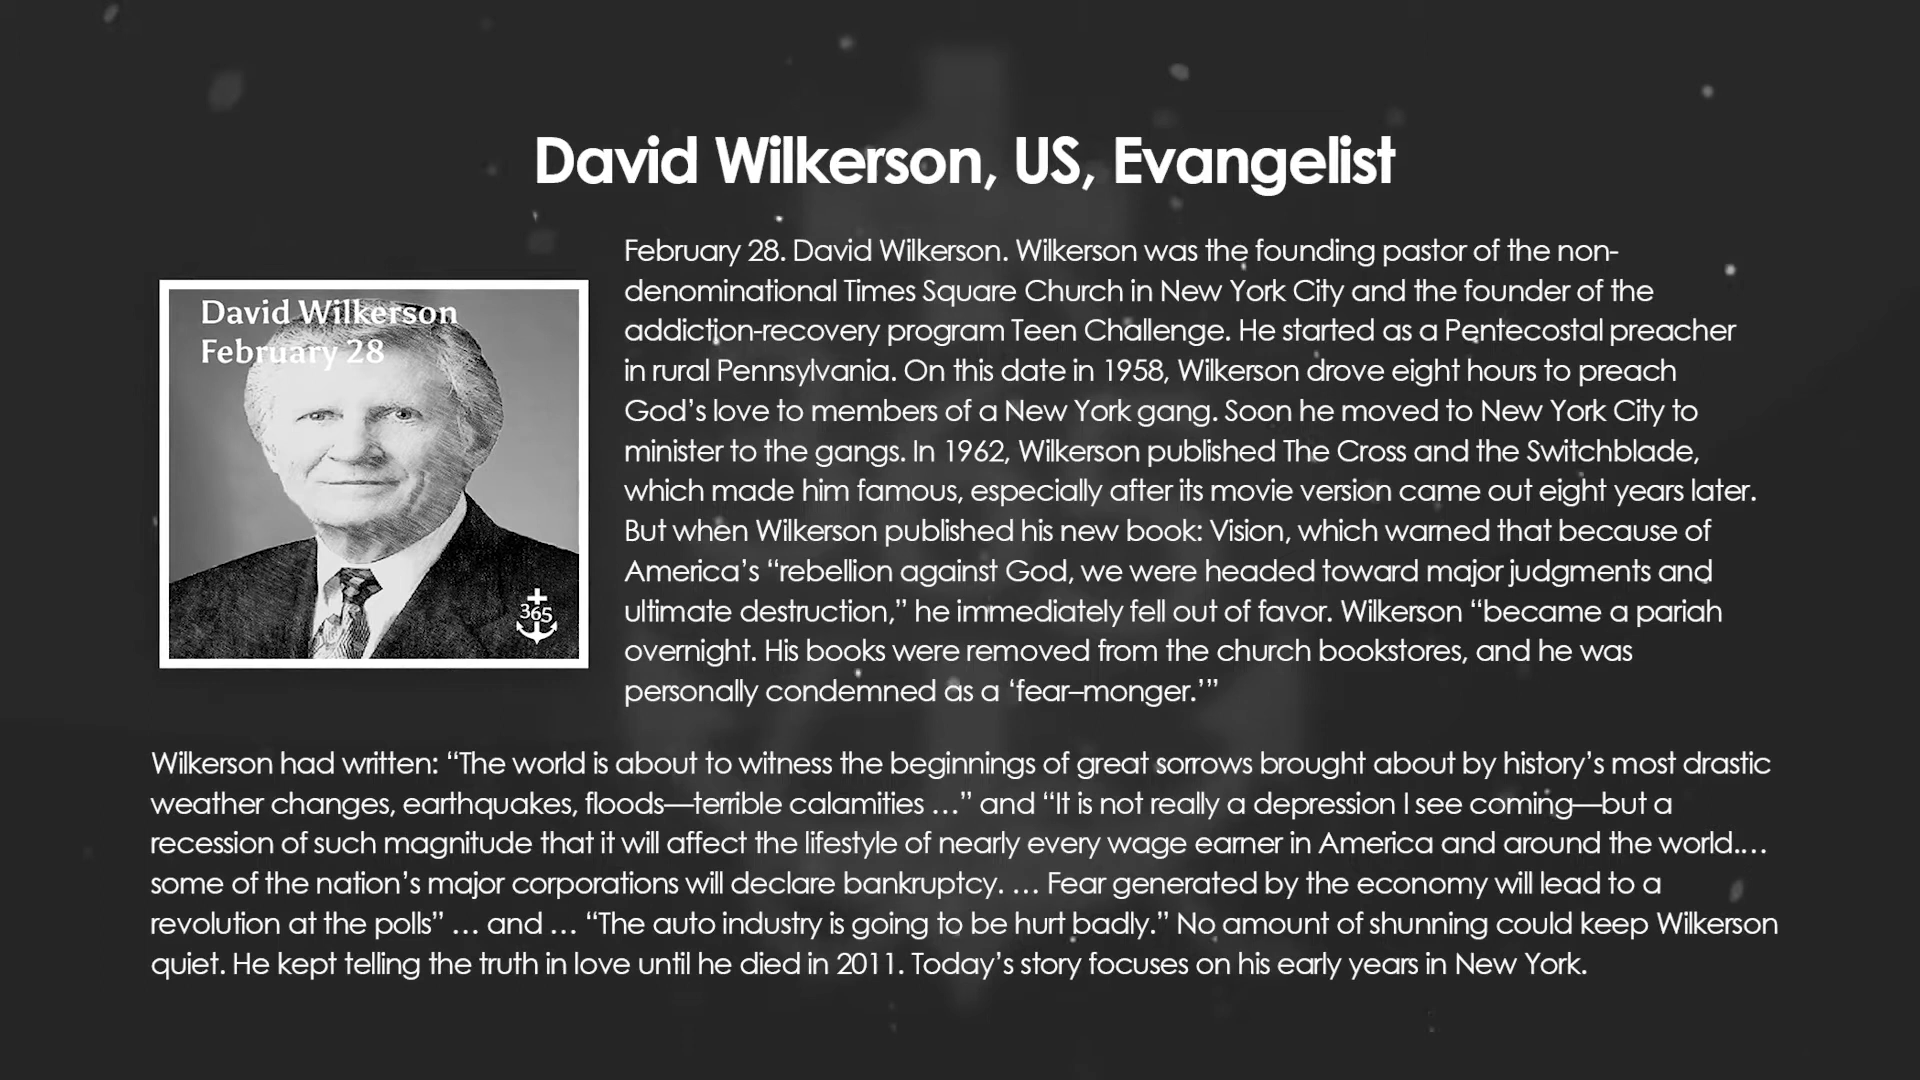 David Wilkerson, US, Evangelist
David Wilkerson
February 28
365
February 28. David Wilkerson. Wilkerson was the founding pastor of the non-
denominational Times Square Church in New York City and the founder of the
addiction-recovery program Teen Challenge. He started as a Pentecostal preacher
in rural Pennsylvania. On this date in 1958, Wilkerson drove eight hours to preach
God’s love to members of a New York gang. Soon he moved to New York City to
minister to the gangs. In 1962, Wilkerson published The Cross and the Switchblade,
which made him famous, especially after its movie version came out eight years later.
But when Wilkerson published his new book: Vision, which warned that because of
America’s “rebellion against God, we were headed toward major judgments and
ultimate destruction,” he immediately fell out of favor. Wilkerson “became a pariah
overnight. His books were removed from the church bookstores, and he was
personally condemned as a ‘fear–monger.’”
Wilkerson had written: “The world is about to witness the beginnings of great sorrows brought about by history’s most drastic
weather changes, earthquakes, floods—terrible calamities …” and “It is not really a depression I see coming—but a
recession of such magnitude that it will affect the lifestyle of nearly every wage earner in America and around the world.…
some of the nation’s major corporations will declare bankruptcy. … Fear generated by the economy will lead to a
revolution at the polls” … and … “The auto industry is going to be hurt badly.” No amount of shunning could keep Wilkerson
quiet. He kept telling the truth in love until he died in 2011. Today’s story focuses on his early years in New York.